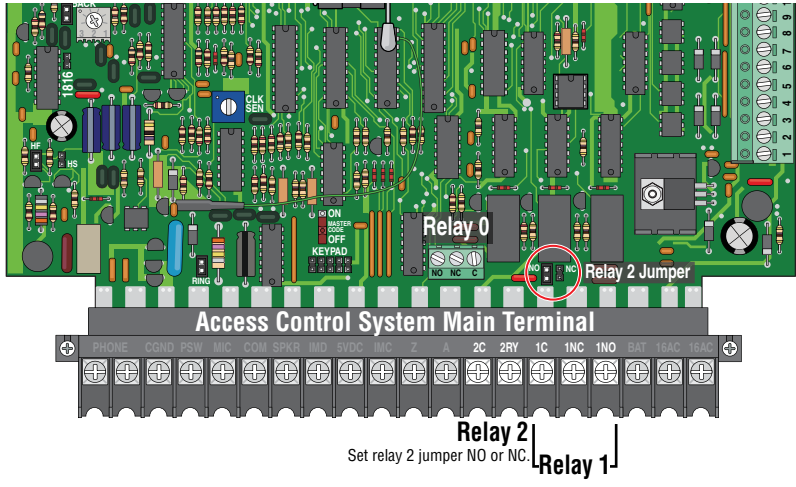 BACK
1816
CLK
SEN
HF
HS
9
8
7
6
5
4
3
2
1
ON
MASTER
CODE
OFF
KEYPAD
RING
Relay 0
NO NC C
NO NC
Relay 2 Jumper
Access Control System Main Terminal
PHONE CGND PSW MIC COM SPKR IMD 5VDC IMC Z A 2C 2RY 1C 1NC 1NO BAT 16AC 16AC
Relay 2
Set relay 2 jumper NO or NC.
Relay 1